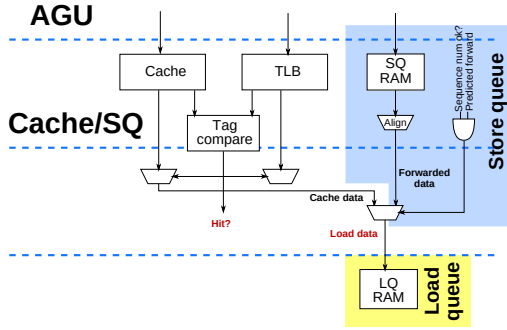 AGU
Cache
TLB
SQ
RAM
Sequence num ok?
Predicted forward
Store queue
Cache/SQ
Tag
compare
Align
Forwarded
data
Cache data
Hit?
Load data
LQ
RAM
Load
queue